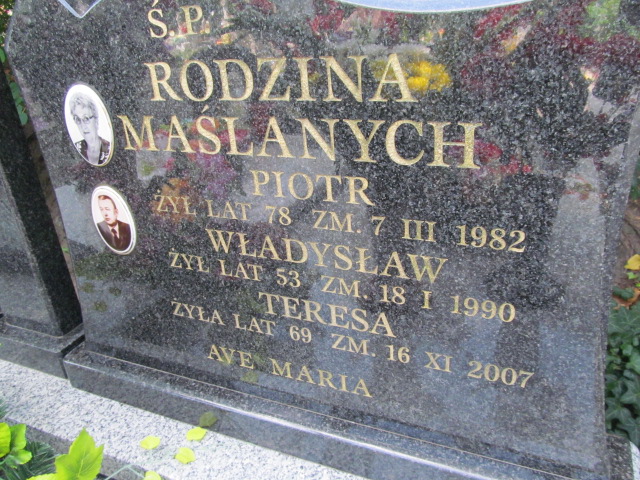 Ś.P.
RODZINA
MAŚLANYCH
PIOTR
ŻYŁ LAT 78 ZM. 7 III 1982
WŁADYSŁAW
ŻYŁ LAT 53 ZM. 18 I 1990
TERESA
ŻYŁA LAT 69 ZM. 16 XI 2007
AVE MARIA